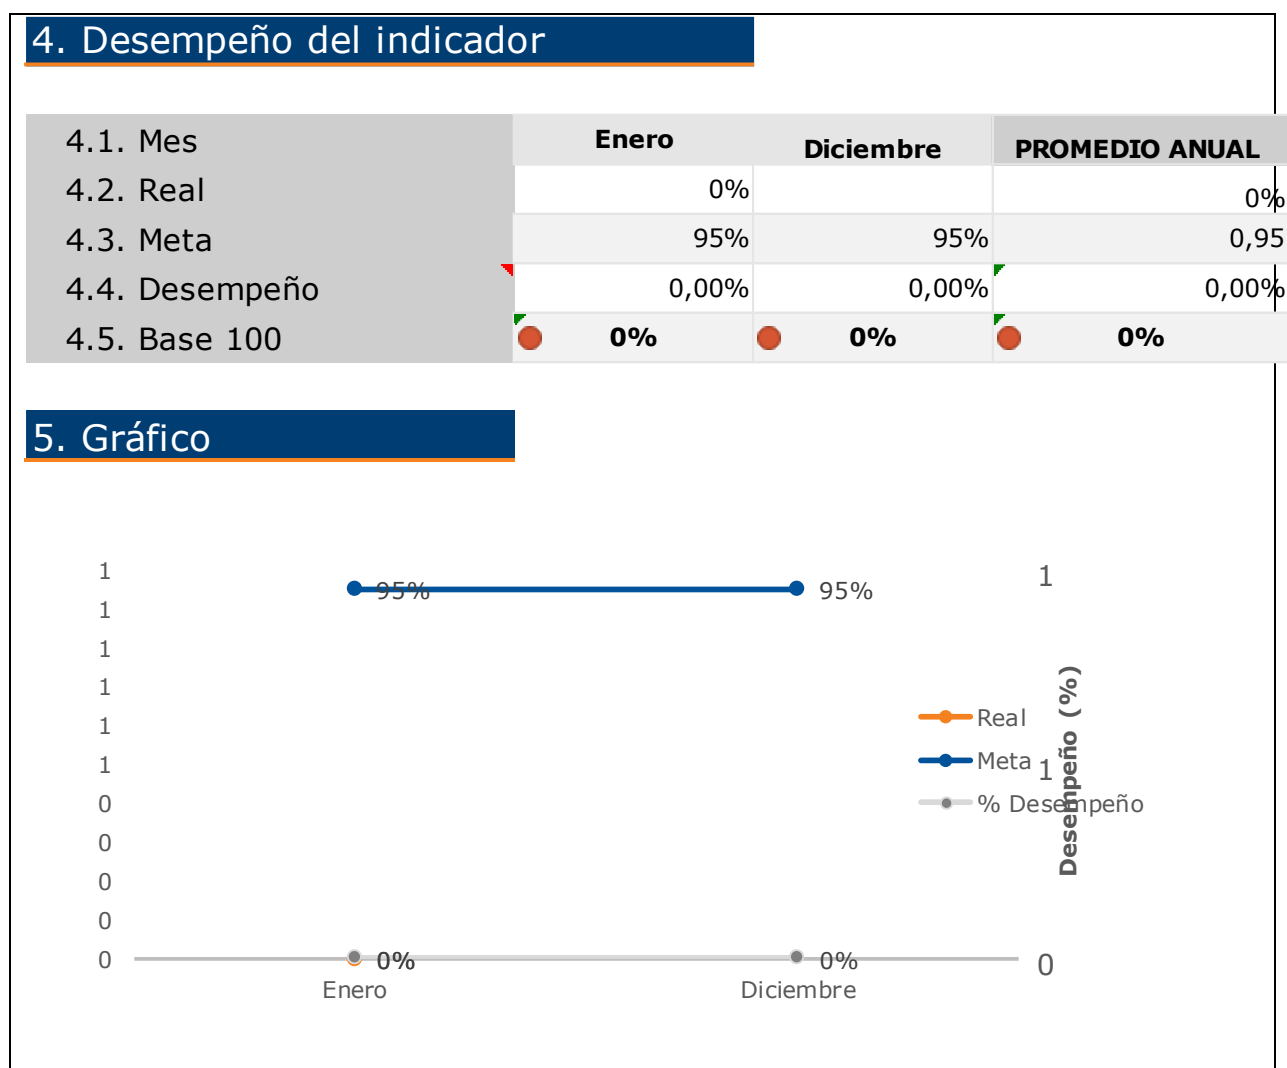 4. Desempeño del indicador
4.1. Mes Enero Diciembre PROMEDIO ANUAL
4.2. Real 0% 0%
4.3. Meta 95% 95% 0,95
4.4. Desempeño 0,00% 0,00% 0,00%
4.5. Base 100 0% 0% 0%
5. Gráfico
1
1
1
1
1
1
0
0
0
0
0
95% 95%
0% 0%
Enero Diciembre
Real
Meta
% Desempeño
1
1
0
Desempeño (%)